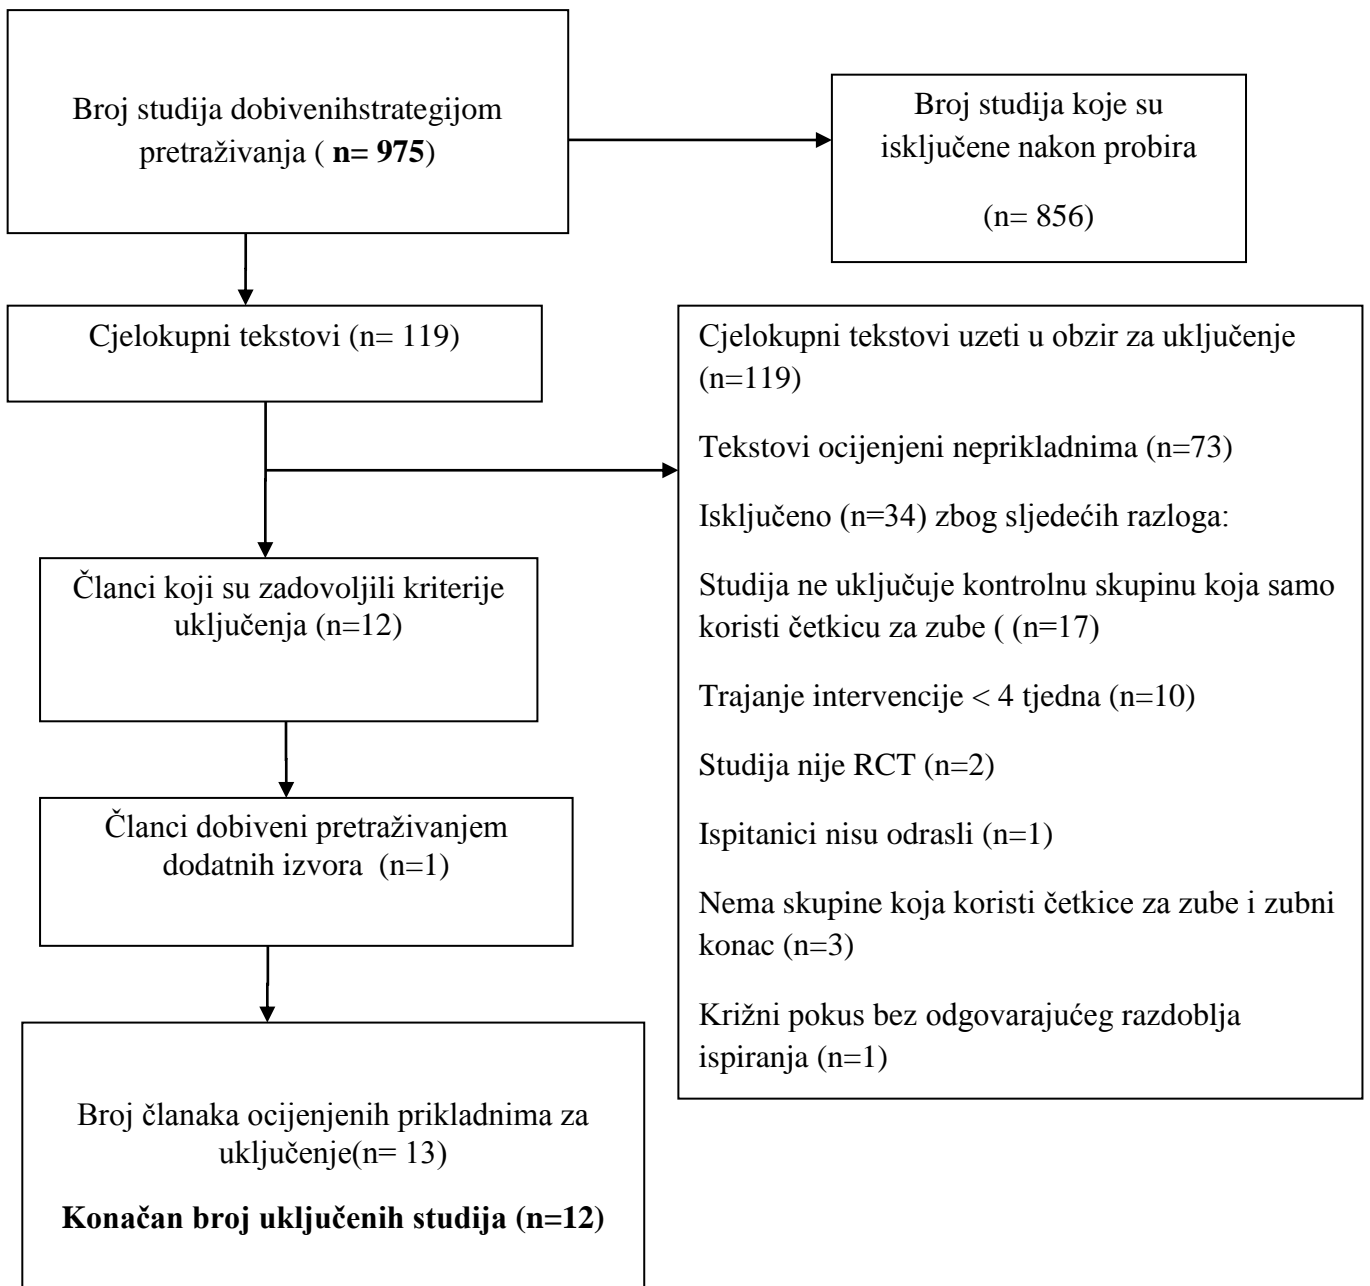 Broj studija dobivenihstrategijom
pretraživanja ( n= 975)
Broj studija koje su
isključene nakon probira
(n= 856)
Cjelokupni tekstovi (n= 119)
Cjelokupni tekstovi uzeti u obzir za uključenje
(n=119)
Tekstovi ocijenjeni neprikladnima (n=73)
Isključeno (n=34) zbog sljedećih razloga:
Studija ne uključuje kontrolnu skupinu koja samo
koristi četkicu za zube ( (n=17)
Trajanje intervencije < 4 tjedna (n=10)
Studija nije RCT (n=2)
Ispitanici nisu odrasli (n=1)
Nema skupine koja koristi četkice za zube i zubni
konac (n=3)
Križni pokus bez odgovarajućeg razdoblja
ispiranja (n=1)
Članci koji su zadovoljili kriterije
uključenja (n=12)
Članci dobiveni pretraživanjem
dodatnih izvora  (n=1)
Broj članaka ocijenjenih prikladnima za
uključenje(n= 13)
Konačan broj uključenih studija (n=12)